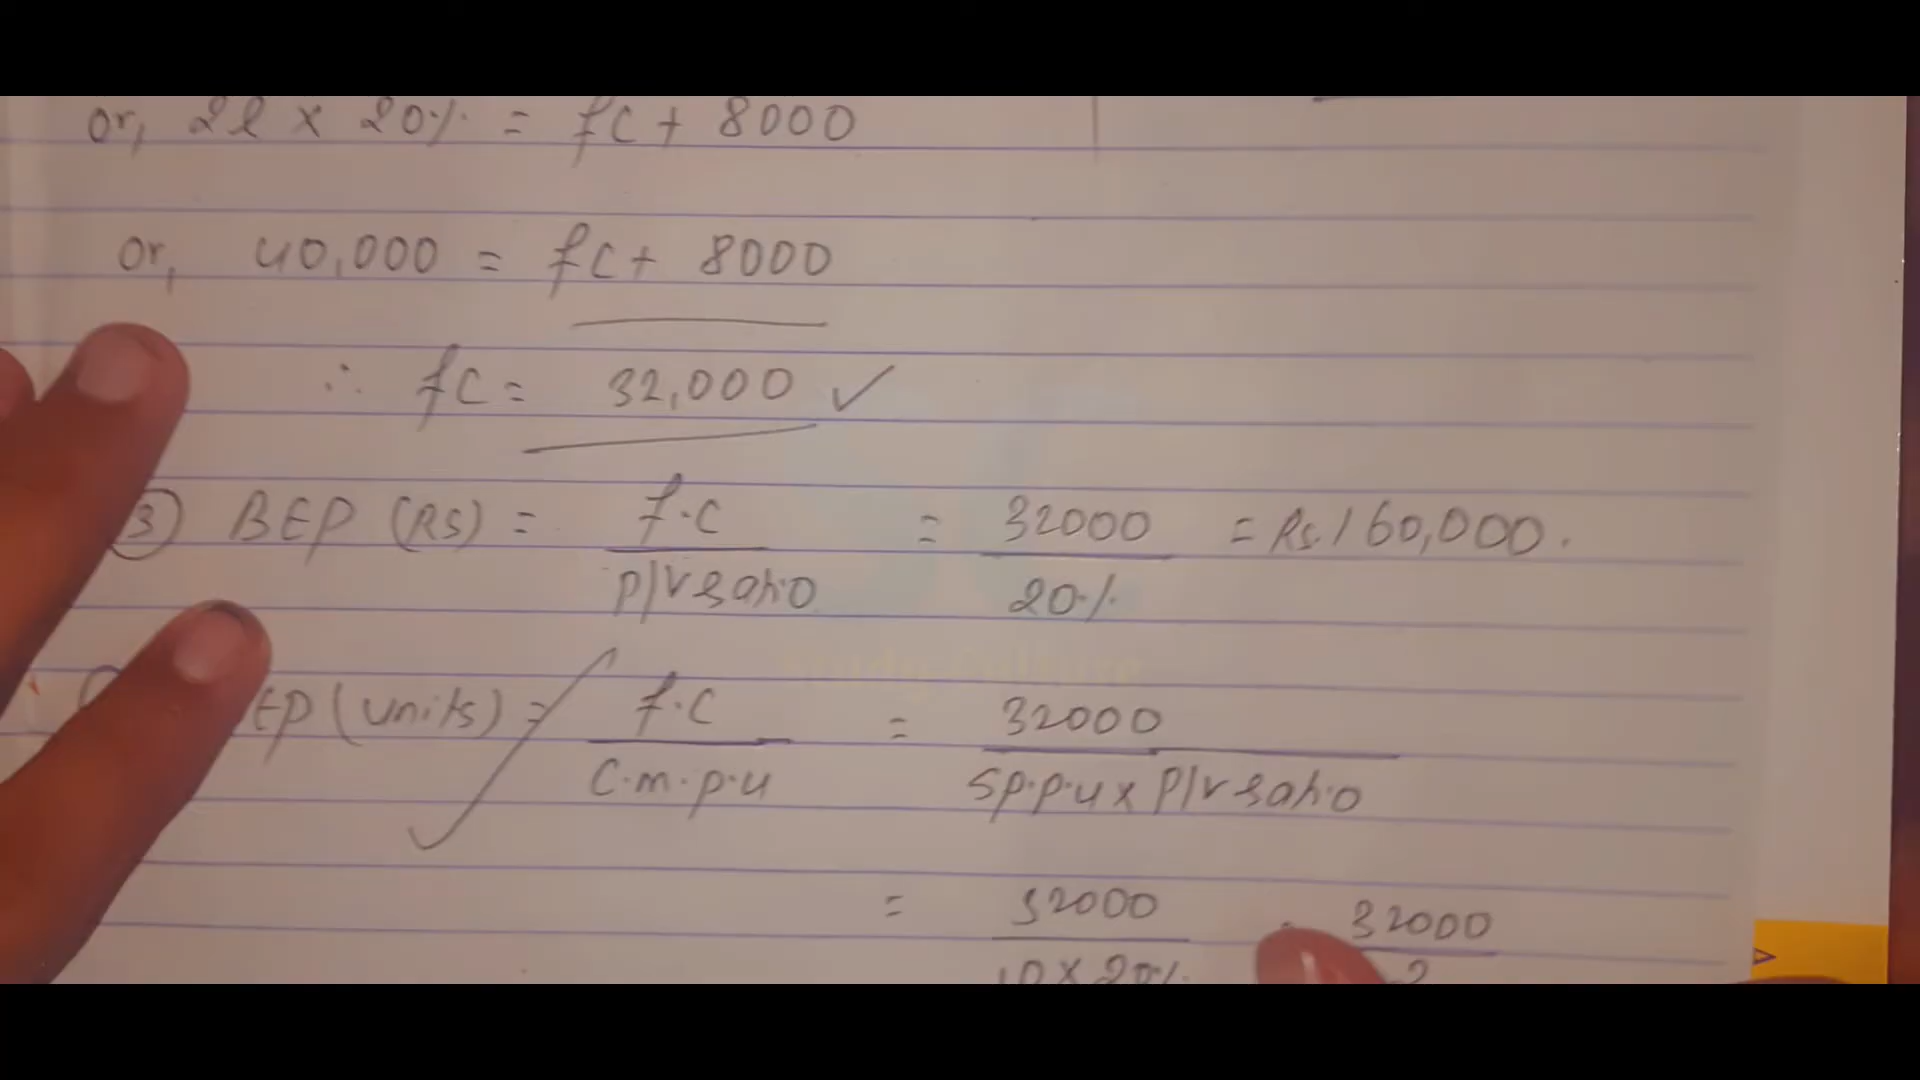 or, 2l × 20% = fC + 8000
or, 40,000 = fC + 8000
∴ fC = 32,000 ✓
③ BEP (RS) = f.C / P/V ratio = 32000 / 20% = Rs. 160,000.
EP (units) = f.C / C.m.p.u = 32000 / SP.p.u x P/V ratio
= 32000 / 10 x 20% = 32000 / 2